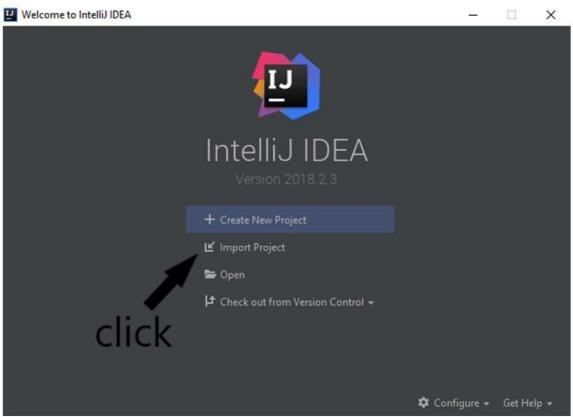 Welcome to IntelliJ IDEA
IJ
IntelliJ IDEA
Version 2018.2.3
Create New Project
Import Project
Open
Check out from Version Control
click
Configure Get Help